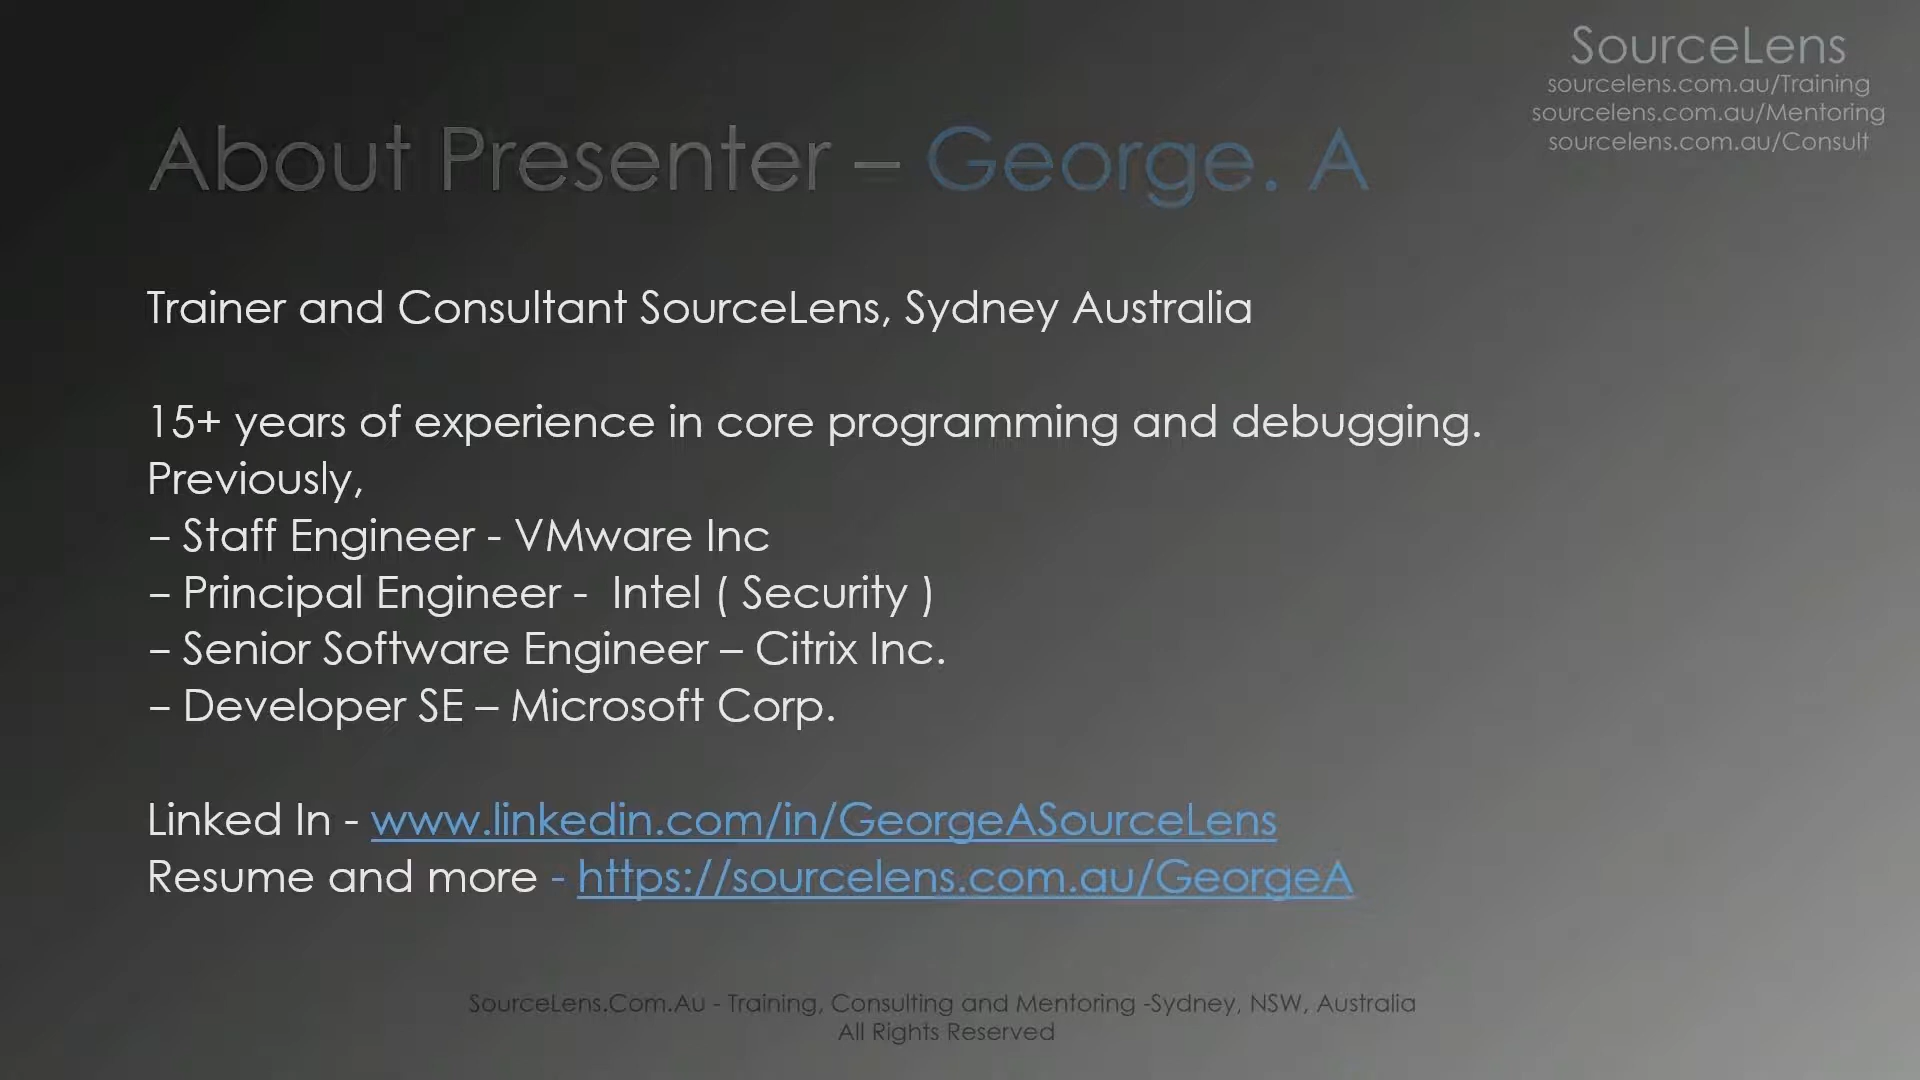 SourceLens
sourcelens.com.au/Training
sourcelens.com.au/Mentoring
sourcelens.com.au/Consult
About Presenter – George. A
Trainer and Consultant SourceLens, Sydney Australia
15+ years of experience in core programming and debugging.
Previously,
– Staff Engineer - VMware Inc
– Principal Engineer -  Intel ( Security )
– Senior Software Engineer – Citrix Inc.
– Developer SE – Microsoft Corp.
Linked In - www.linkedin.com/in/GeorgeASourceLens
Resume and more - https://sourcelens.com.au/GeorgeA
SourceLens.Com.Au - Training, Consulting and Mentoring -Sydney, NSW, Australia
All Rights Reserved